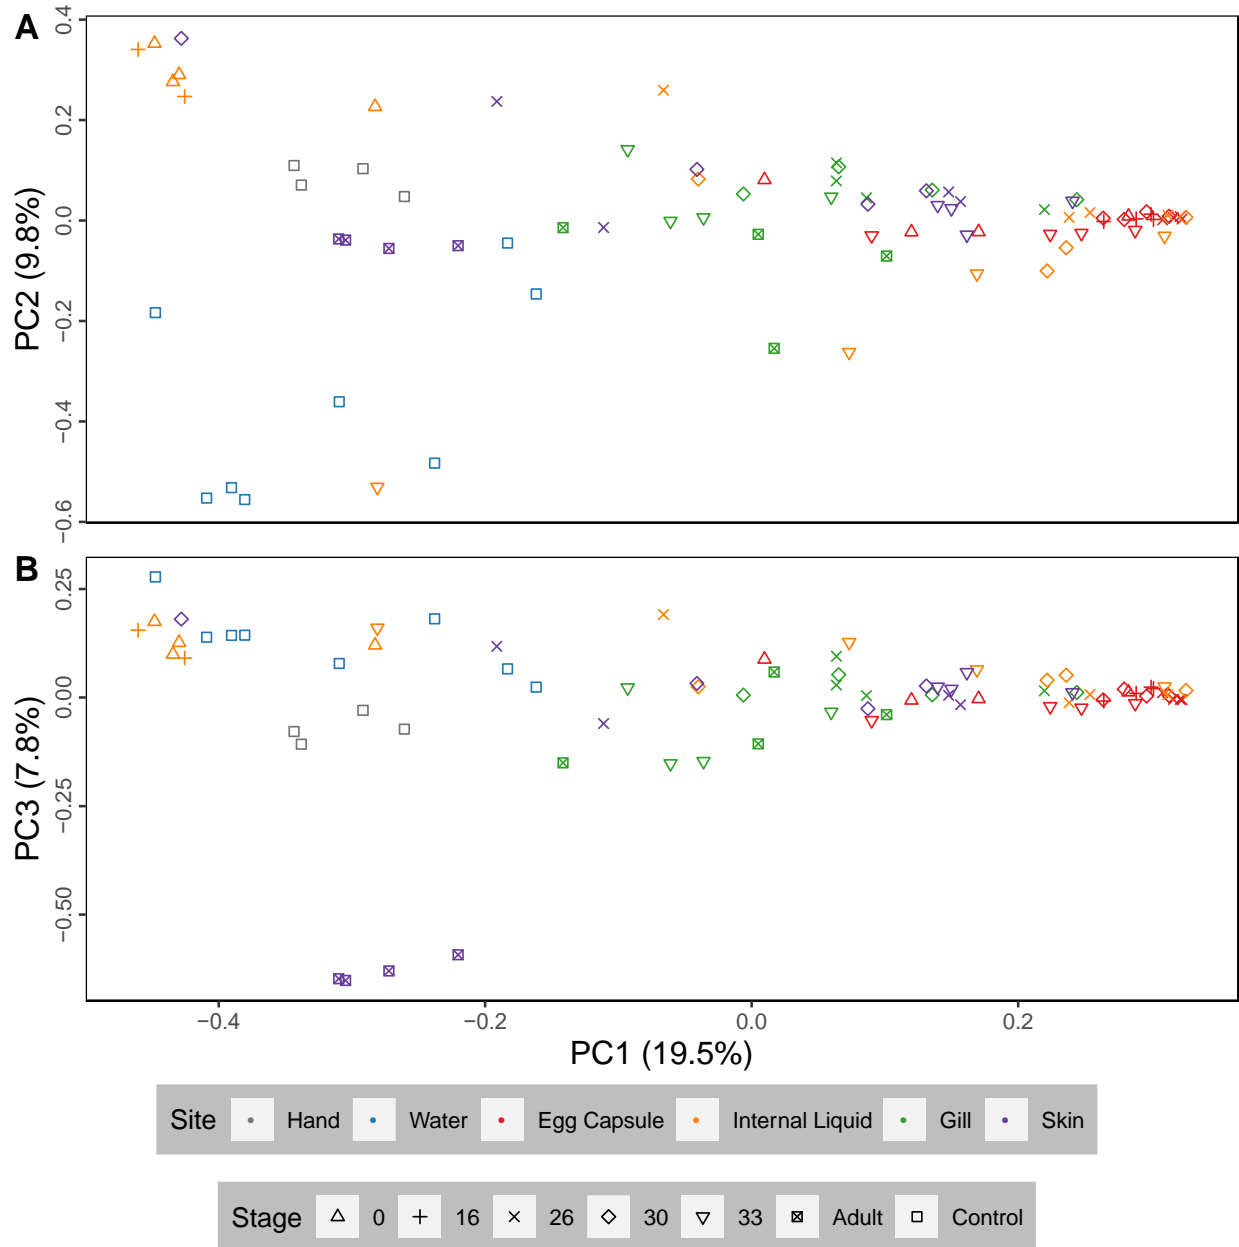 A
0.4
0.2
0.0
−0.2
−0.4
−0.6
PC2 (9.8%)
B
0.25
0.00
−0.25
−0.50
PC3 (7.8%)
−0.4 −0.2 0.0 0.2
PC1 (19.5%)
Site Hand Water Egg Capsule Internal Liquid Gill Skin
Stage 0 16 26 30 33 Adult Control